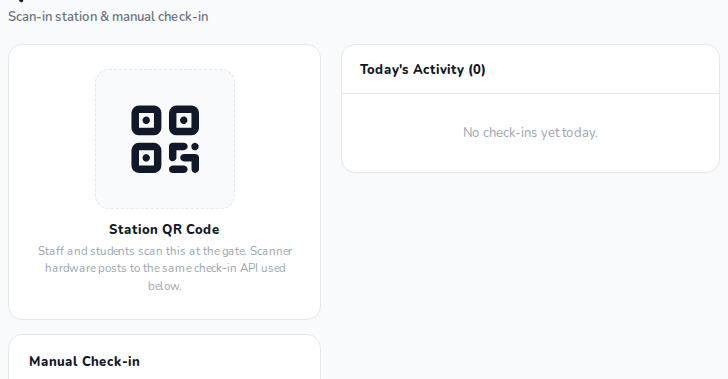 Scan-in station & manual check-in
Station QR Code
Staff and students scan this at the gate. Scanner
hardware posts to the same check-in API used
below.
Manual Check-in
Today's Activity (0)
No check-ins yet today.